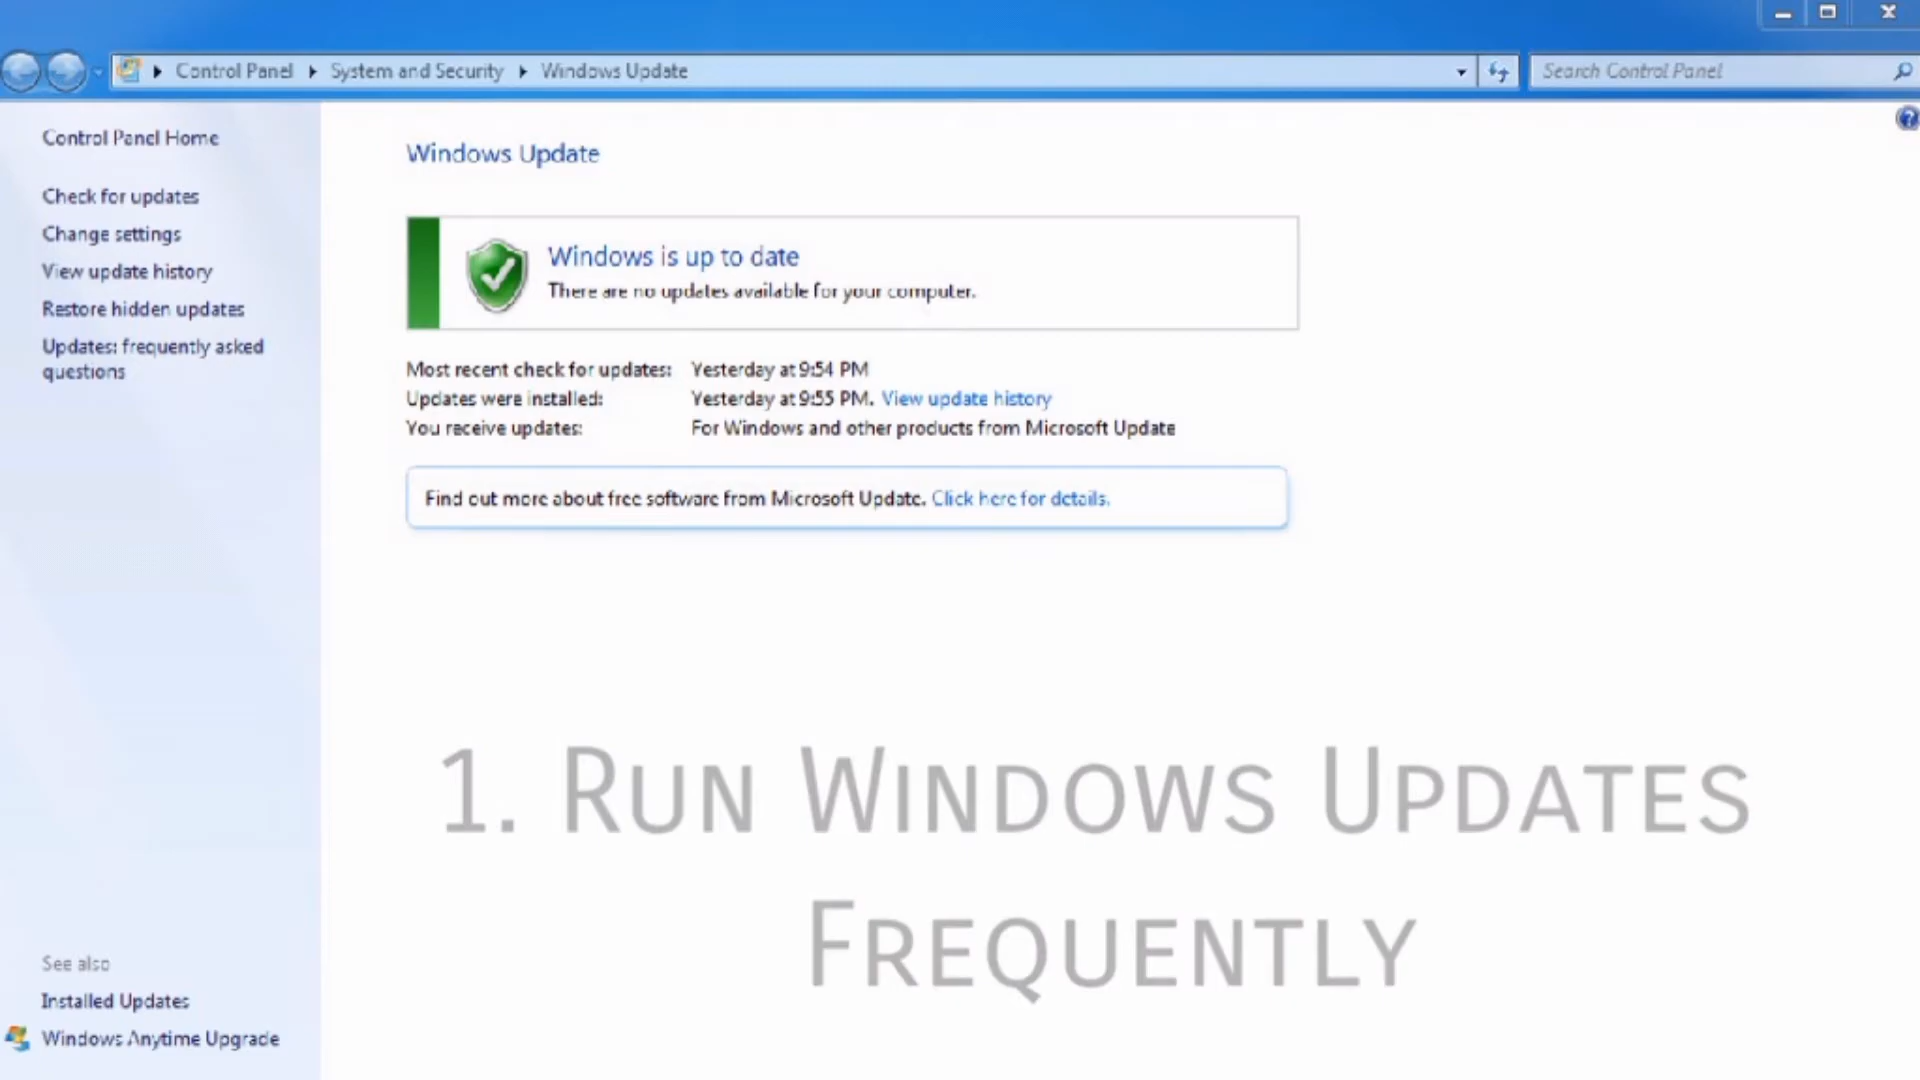 Control Panel
System and Security
Windows Update
Search Control Panel
Control Panel Home
Check for updates
Change settings
View update history
Restore hidden updates
Updates: frequently asked
questions
Windows Update
Windows is up to date
There are no updates available for your computer.
Most recent check for updates: Yesterday at 9:54 PM
Updates were installed: Yesterday at 9:55 PM. View update history
You receive updates: For Windows and other products from Microsoft Update
Find out more about free software from Microsoft Update. Click here for details.
1. Run Windows Updates
Frequently
See also
Installed Updates
Windows Anytime Upgrade